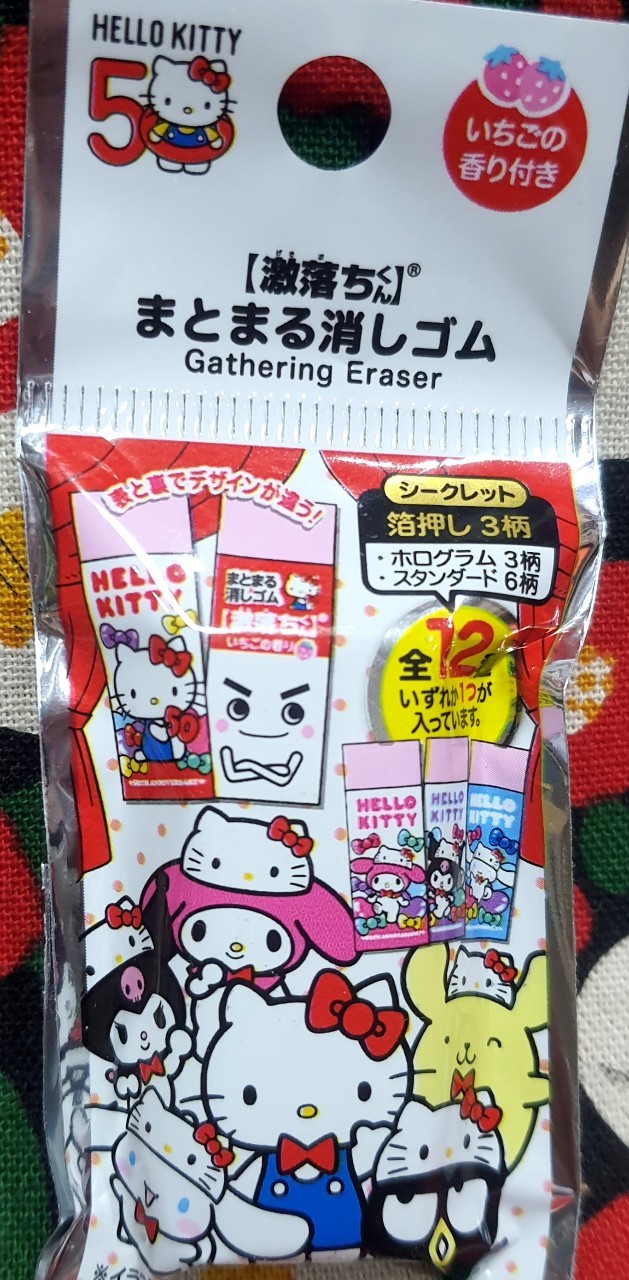 HELLO KITTY
50
いちごの
香り付き
【激落ちくん】®
まとまる消しゴム
Gathering Eraser
表と裏でデザインが違う!
シークレット
箔押し 3柄
・ホログラム 3柄
・スタンダード 6柄
全12
いずれか1つが
入っています。
HELLO
KITTY
50
まとまる
消しゴム
【激落ちくん】
いちごの香り
HELLO
KITTY
HELLO
KITTY
HELLO
KITTY